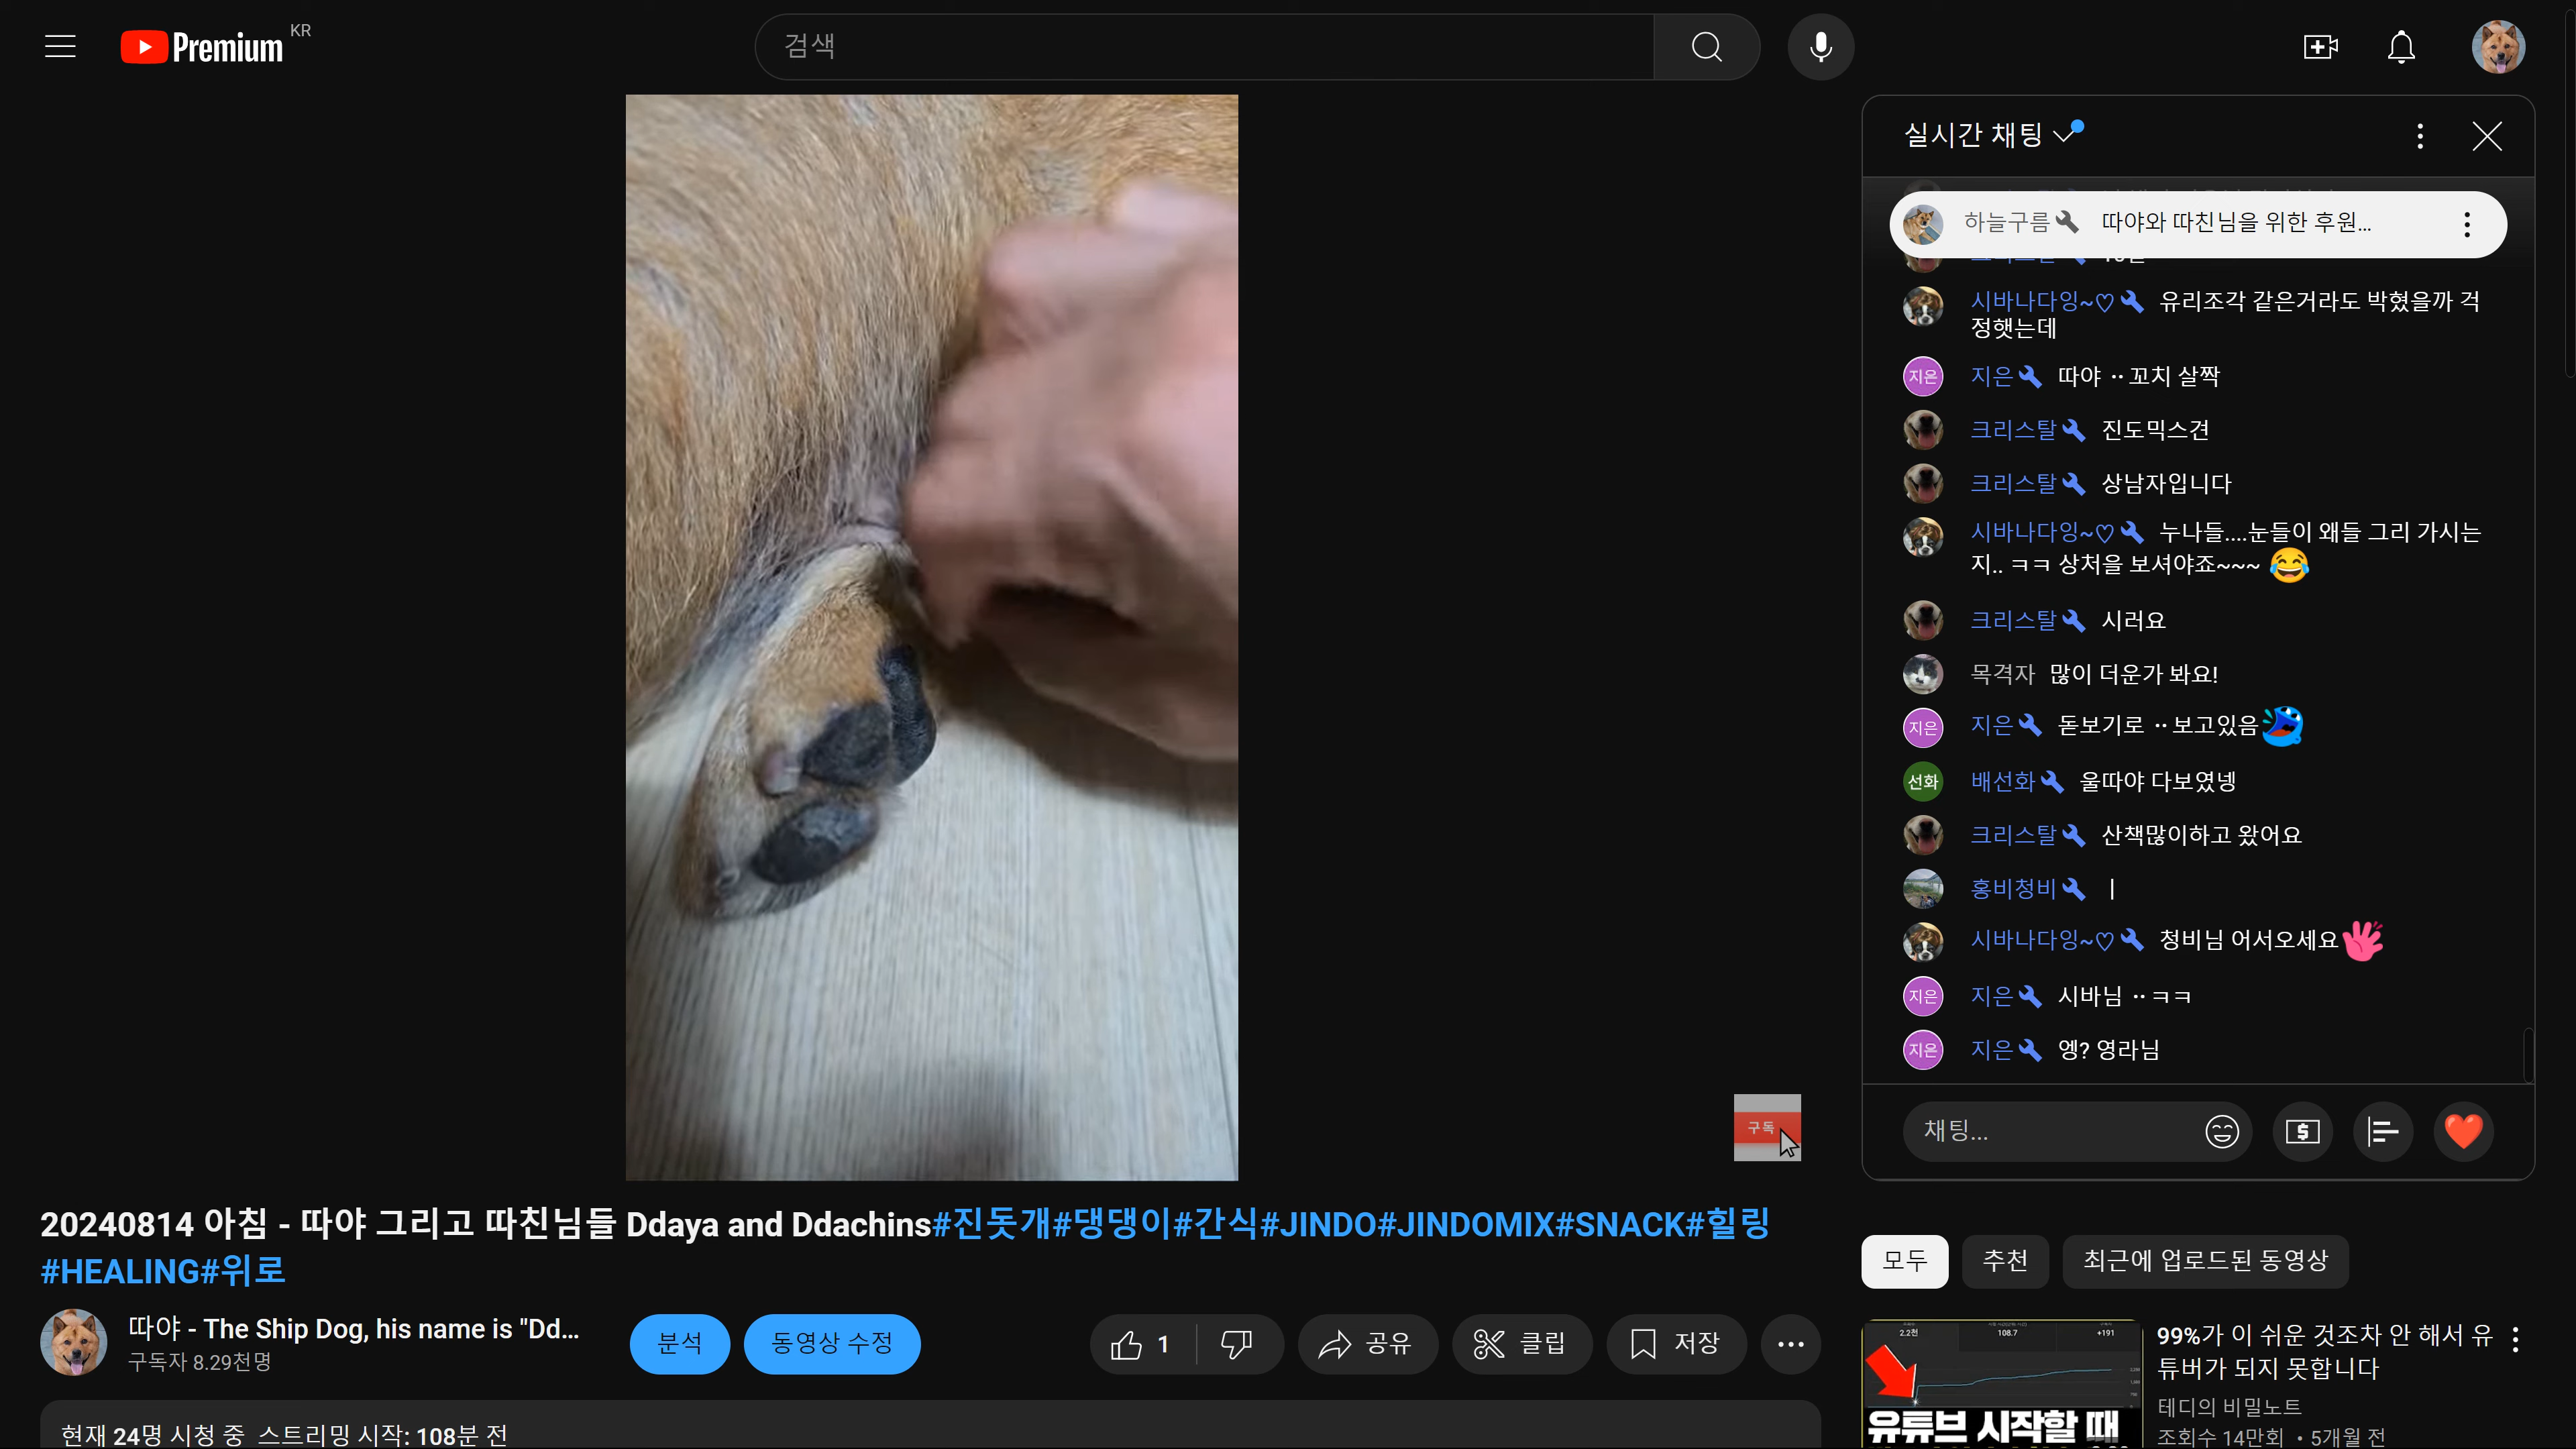 Premium KR
검색
실시간 채팅
하늘구름 따야와 따친님을 위한 후원...
시바나다잉~♡ 유리조각 같은거라도 박혔을까 걱
정햇는데
지은 따야 ··꼬치 살짝
크리스탈 진도믹스견
크리스탈 상남자입니다
시바나다잉~♡ 누나들....눈들이 왜들 그리 가시는
지.. ㅋㅋ 상처을 보셔야죠~~~ 😂
크리스탈 시러요
목격자 많이 더운가 봐요!
지은 돋보기로 ··보고있음
배선화 울따야 다보였넹
크리스탈 산책많이하고 왔어요
홍비청비 ㅣ
시바나다잉~♡ 청비님 어서오세요
지은 시바님 ··ㅋㅋ
지은 엥? 영라님
채팅...
구독
20240814 아침 - 따야 그리고 따친님들 Ddaya and Ddachins#진돗개#댕댕이#간식#JINDO#JINDOMIX#SNACK#힐링
#HEALING#위로
따야 - The Ship Dog, his name is "Dd...
구독자 8.29천명
분석
동영상 수정
1
공유
클립
저장
현재 24명 시청 중 스트리밍 시작: 108분 전
모두
추천
최근에 업로드된 동영상
2.2천
108.7
+191
유튜브 시작할 때
99%가 이 쉬운 것조차 안 해서 유
튜버가 되지 못합니다
테디의 비밀노트
조회수 14만회 • 5개월 전